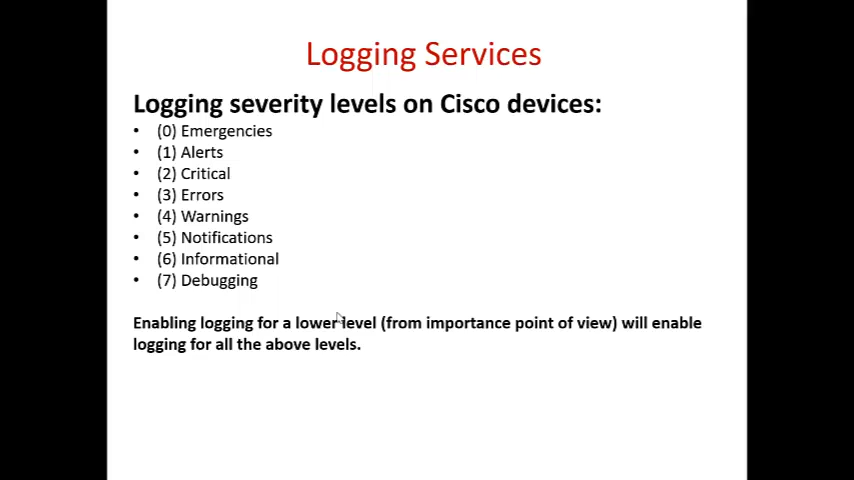 Logging Services
Logging severity levels on Cisco devices:
• (0) Emergencies
• (1) Alerts
• (2) Critical
• (3) Errors
• (4) Warnings
• (5) Notifications
• (6) Informational
• (7) Debugging
Enabling logging for a lower level (from importance point of view) will enable
logging for all the above levels.